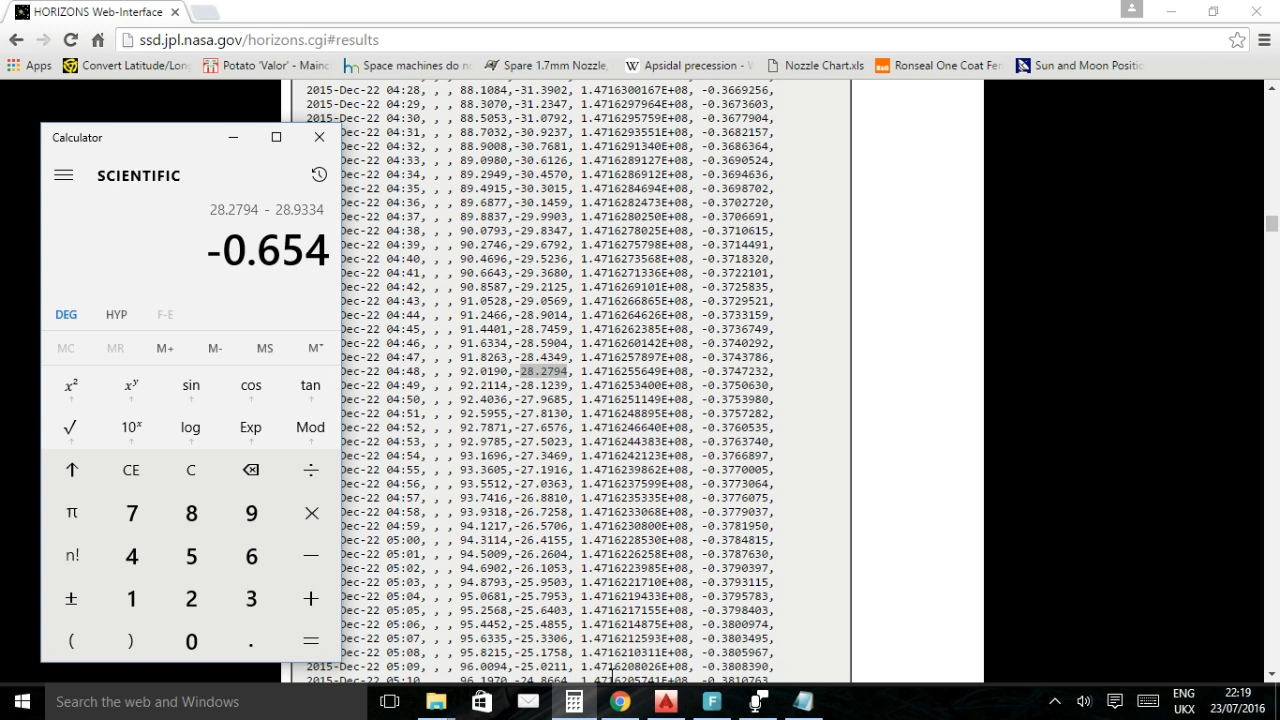 HORIZONS Web-Interface
ssd.jpl.nasa.gov/horizons.cgi#results
Apps Convert Latitude/Lon Potato 'Valor' - Mainc Space machines do n Spare 1.7mm Nozzle, Apsidal precession - Nozzle Chart.xls Ronseal One Coat Fen Sun and Moon Positio
Calculator
SCIENTIFIC
28.2794 - 28.9334
-0.654
DEG HYP F-E
MC MR M+ M- MS M˅
x² xʸ sin cos tan
√ 10ˣ log Exp Mod
↑ CE C ÷
π 7 8 9 ×
n! 4 5 6 −
± 1 2 3 +
( ) 0 . =
2015-Dec-22 04:28, , , 88.1084,-31.3902, 1.4716300167E+08, -0.3669256,
2015-Dec-22 04:29, , , 88.3070,-31.2347, 1.4716297964E+08, -0.3673603,
2015-Dec-22 04:30, , , 88.5053,-31.0792, 1.4716295759E+08, -0.3677904,
Dec-22 04:31, , , 88.7032,-30.9237, 1.4716293551E+08, -0.3682157,
Dec-22 04:32, , , 88.9008,-30.7681, 1.4716291340E+08, -0.3686364,
Dec-22 04:33, , , 89.0980,-30.6126, 1.4716289127E+08, -0.3690524,
Dec-22 04:34, , , 89.2949,-30.4570, 1.4716286912E+08, -0.3694636,
Dec-22 04:35, , , 89.4915,-30.3015, 1.4716284694E+08, -0.3698702,
Dec-22 04:36, , , 89.6877,-30.1459, 1.4716282473E+08, -0.3702720,
Dec-22 04:37, , , 89.8837,-29.9903, 1.4716280250E+08, -0.3706691,
Dec-22 04:38, , , 90.0793,-29.8347, 1.4716278025E+08, -0.3710615,
Dec-22 04:39, , , 90.2746,-29.6792, 1.4716275798E+08, -0.3714491,
Dec-22 04:40, , , 90.4696,-29.5236, 1.4716273568E+08, -0.3718320,
Dec-22 04:41, , , 90.6643,-29.3680, 1.4716271336E+08, -0.3722101,
Dec-22 04:42, , , 90.8587,-29.2125, 1.4716269101E+08, -0.3725835,
Dec-22 04:43, , , 91.0528,-29.0569, 1.4716266865E+08, -0.3729521,
Dec-22 04:44, , , 91.2466,-28.9014, 1.4716264626E+08, -0.3733159,
Dec-22 04:45, , , 91.4401,-28.7459, 1.4716262385E+08, -0.3736749,
Dec-22 04:46, , , 91.6334,-28.5904, 1.4716260142E+08, -0.3740292,
Dec-22 04:47, , , 91.8263,-28.4349, 1.4716257897E+08, -0.3743786,
Dec-22 04:48, , , 92.0190,-28.2794, 1.4716255649E+08, -0.3747232,
Dec-22 04:49, , , 92.2114,-28.1239, 1.4716253400E+08, -0.3750630,
Dec-22 04:50, , , 92.4036,-27.9685, 1.4716251149E+08, -0.3753980,
Dec-22 04:51, , , 92.5955,-27.8130, 1.4716248895E+08, -0.3757282,
Dec-22 04:52, , , 92.7871,-27.6576, 1.4716246640E+08, -0.3760535,
Dec-22 04:53, , , 92.9785,-27.5023, 1.4716244383E+08, -0.3763740,
Dec-22 04:54, , , 93.1696,-27.3469, 1.4716242123E+08, -0.3766897,
Dec-22 04:55, , , 93.3605,-27.1916, 1.4716239862E+08, -0.3770005,
Dec-22 04:56, , , 93.5512,-27.0363, 1.4716237599E+08, -0.3773064,
Dec-22 04:57, , , 93.7416,-26.8810, 1.4716235335E+08, -0.3776075,
Dec-22 04:58, , , 93.9318,-26.7258, 1.4716233068E+08, -0.3779037,
Dec-22 04:59, , , 94.1217,-26.5706, 1.4716230800E+08, -0.3781950,
Dec-22 05:00, , , 94.3114,-26.4155, 1.4716228530E+08, -0.3784815,
Dec-22 05:01, , , 94.5009,-26.2604, 1.4716226258E+08, -0.3787630,
Dec-22 05:02, , , 94.6902,-26.1053, 1.4716223985E+08, -0.3790397,
Dec-22 05:03, , , 94.8793,-25.9503, 1.4716221710E+08, -0.3793115,
Dec-22 05:04, , , 95.0681,-25.7953, 1.4716219433E+08, -0.3795783,
Dec-22 05:05, , , 95.2568,-25.6403, 1.4716217155E+08, -0.3798403,
Dec-22 05:06, , , 95.4452,-25.4855, 1.4716214875E+08, -0.3800974,
Dec-22 05:07, , , 95.6335,-25.3306, 1.4716212593E+08, -0.3803495,
Dec-22 05:08, , , 95.8215,-25.1758, 1.4716210311E+08, -0.3805967,
2015-Dec-22 05:09, , , 96.0094,-25.0211, 1.4716208026E+08, -0.3808390,
2015-Dec-22 05:10, , , 96.1970,-24.8664, 1.4716205741E+08, -0.3810763,
Search the web and Windows
ENG 22:19
UKX 23/07/2016